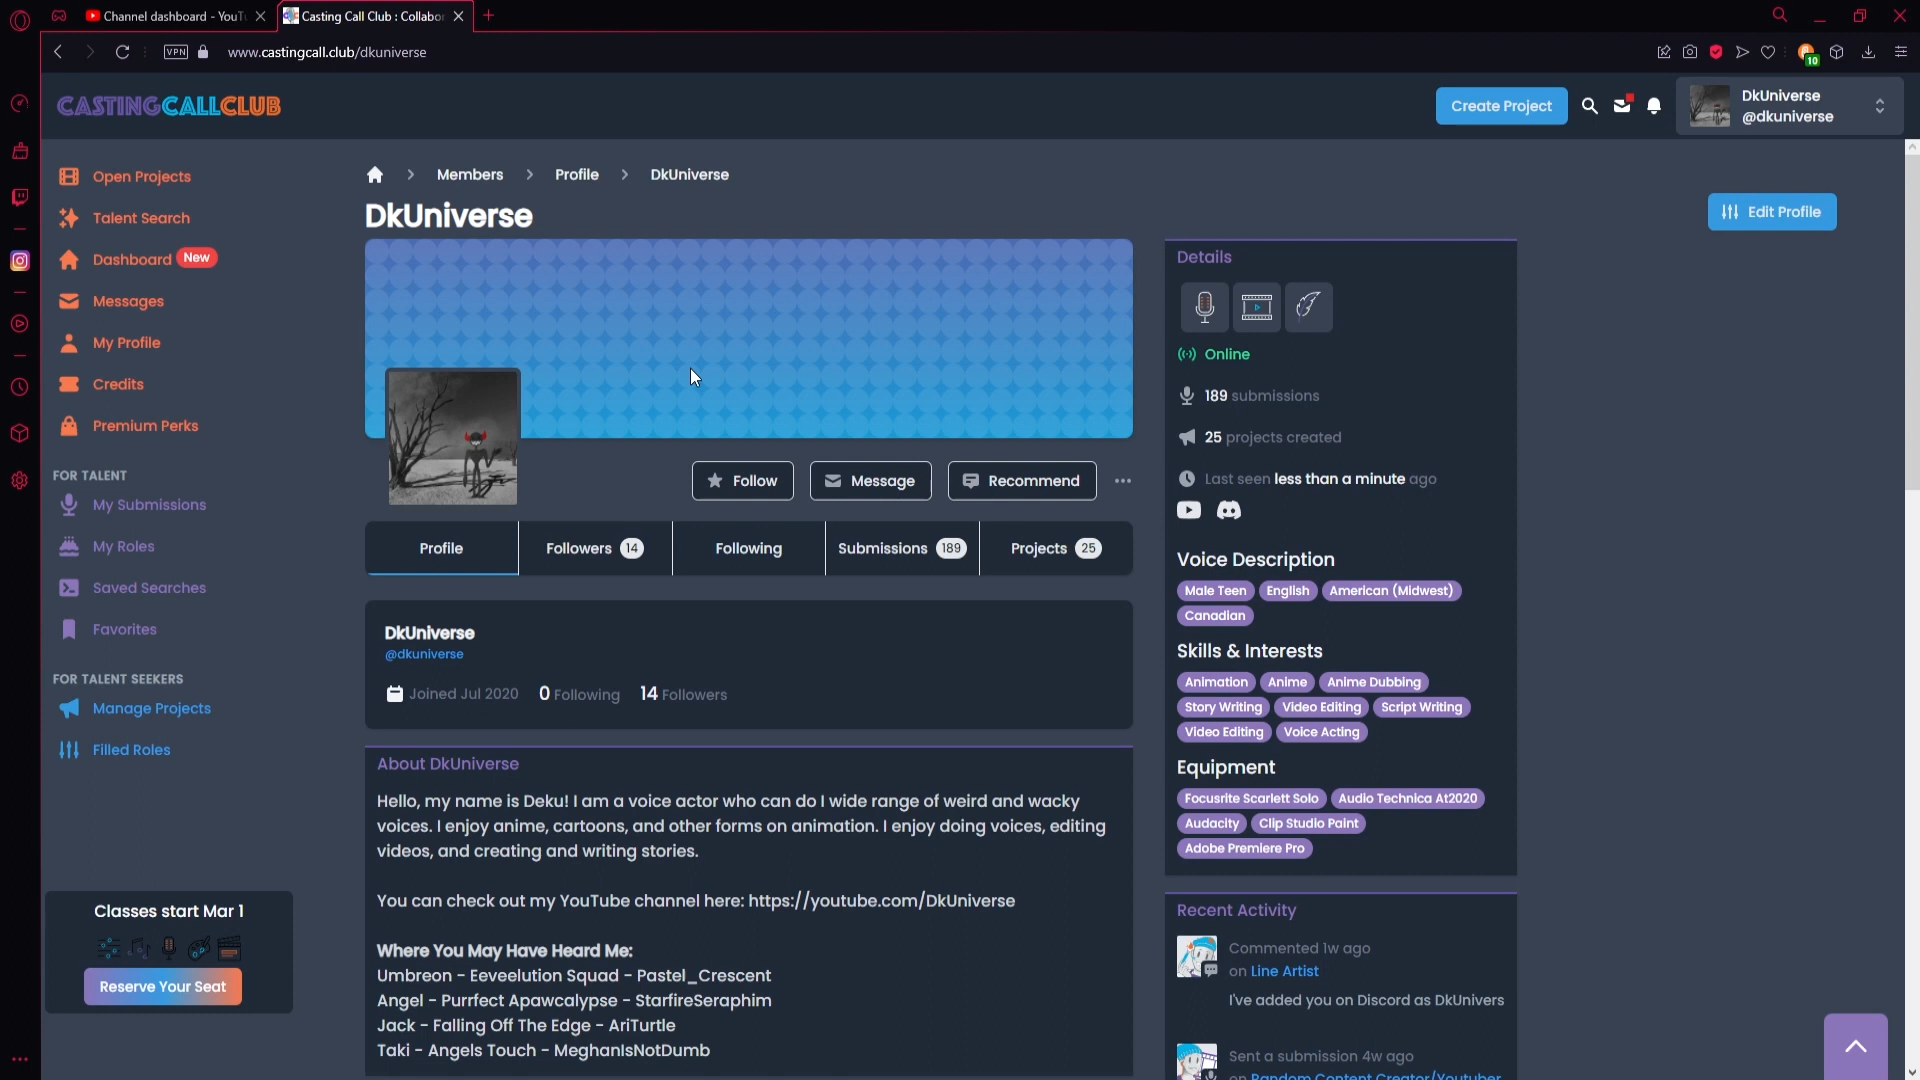 Channel dashboard - YouTu
Casting Call Club : Collabor
VPN
www.castingcall.club/dkuniverse
10
CASTINGCALLCLUB
Create Project
DkUniverse
@dkuniverse
Open Projects
Talent Search
Dashboard New
Messages
My Profile
Credits
Premium Perks
FOR TALENT
My Submissions
My Roles
Saved Searches
Favorites
FOR TALENT SEEKERS
Manage Projects
Filled Roles
Classes start Mar 1
Reserve Your Seat
Members
Profile
DkUniverse
DkUniverse
Edit Profile
Follow
Message
Recommend
Profile
Followers 14
Following
Submissions 189
Projects 25
DkUniverse
@dkuniverse
Joined Jul 2020 0 Following 14 Followers
About DkUniverse
Hello, my name is Deku! I am a voice actor who can do I wide range of weird and wacky
voices. I enjoy anime, cartoons, and other forms on animation. I enjoy doing voices, editing
videos, and creating and writing stories.
You can check out my YouTube channel here: https://youtube.com/DkUniverse
Where You May Have Heard Me:
Umbreon - Eeveelution Squad - Pastel_Crescent
Angel - Purrfect Apawcalypse - StarfireSeraphim
Jack - Falling Off The Edge - AriTurtle
Taki - Angels Touch - MeghanIsNotDumb
Details
Online
189 submissions
25 projects created
Last seen less than a minute ago
Voice Description
Male Teen English American (Midwest)
Canadian
Skills & Interests
Animation Anime Anime Dubbing
Story Writing Video Editing Script Writing
Video Editing Voice Acting
Equipment
Focusrite Scarlett Solo Audio Technica At2020
Audacity Clip Studio Paint
Adobe Premiere Pro
Recent Activity
Commented 1w ago
on Line Artist
I've added you on Discord as DkUnivers
Sent a submission 4w ago
on Random Content Creator/Youtuber